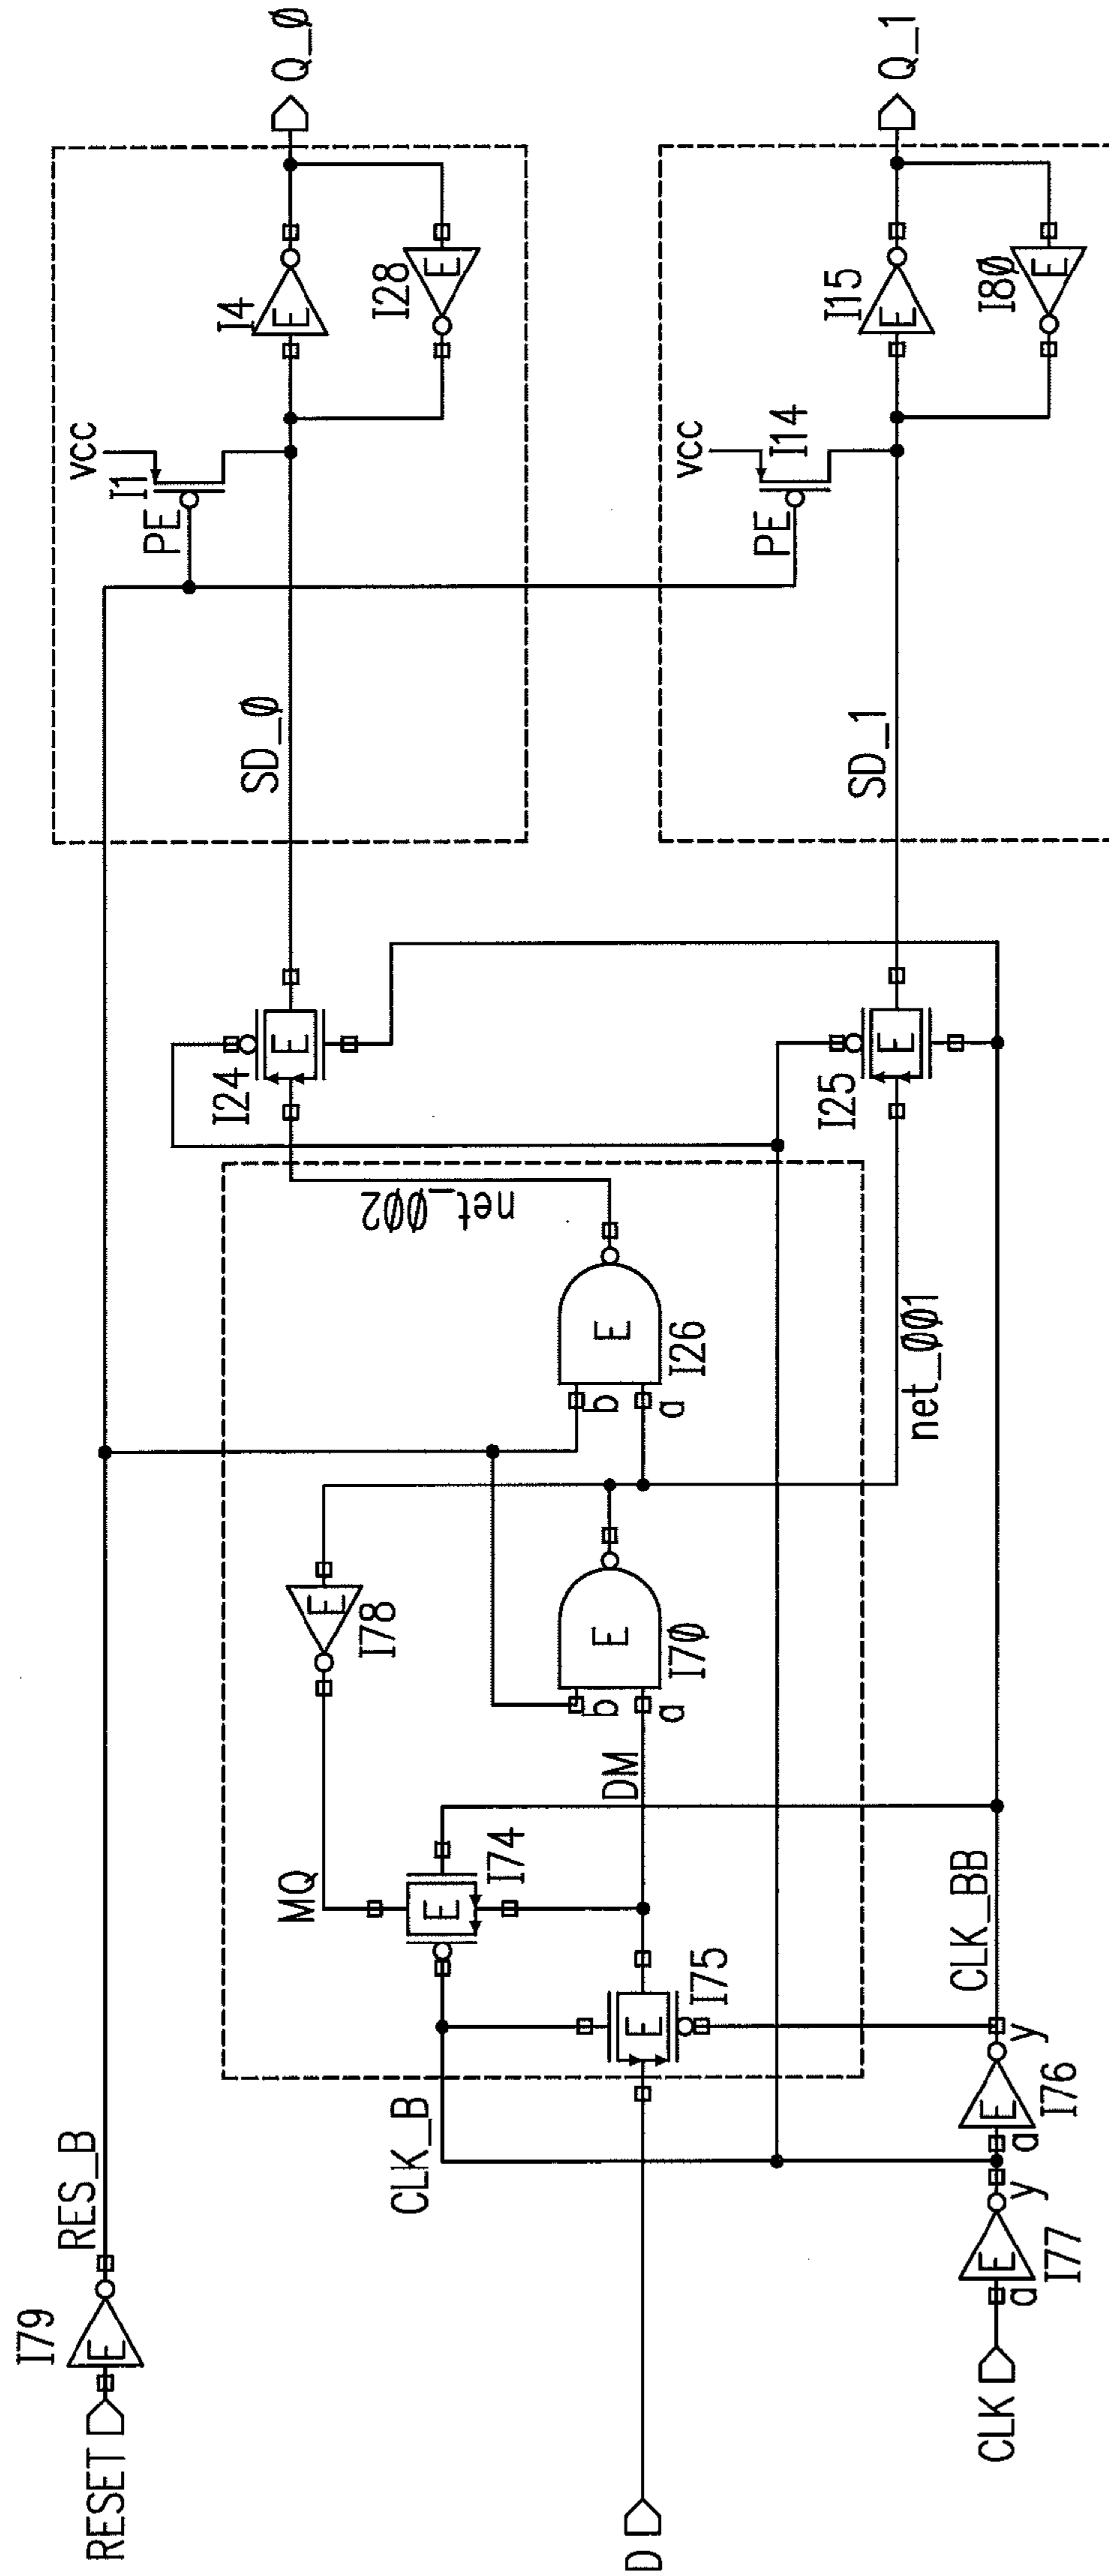 RESET
I79
RES_B
D
CLK
a
I77
y
a
I76
y
CLK_B
CLK_BB
E
E
E
E
I75
MQ
E
I74
DM
E
I78
b
a
E
I7Ø
b
a
E
I26
net_ØØ2
net_ØØ1
I24
E
I25
E
SD_Ø
SD_1
vcc
I1
PE
I4
E
I28
E
Q_Ø
vcc
I14
PE
I15
E
I8Ø
E
Q_1